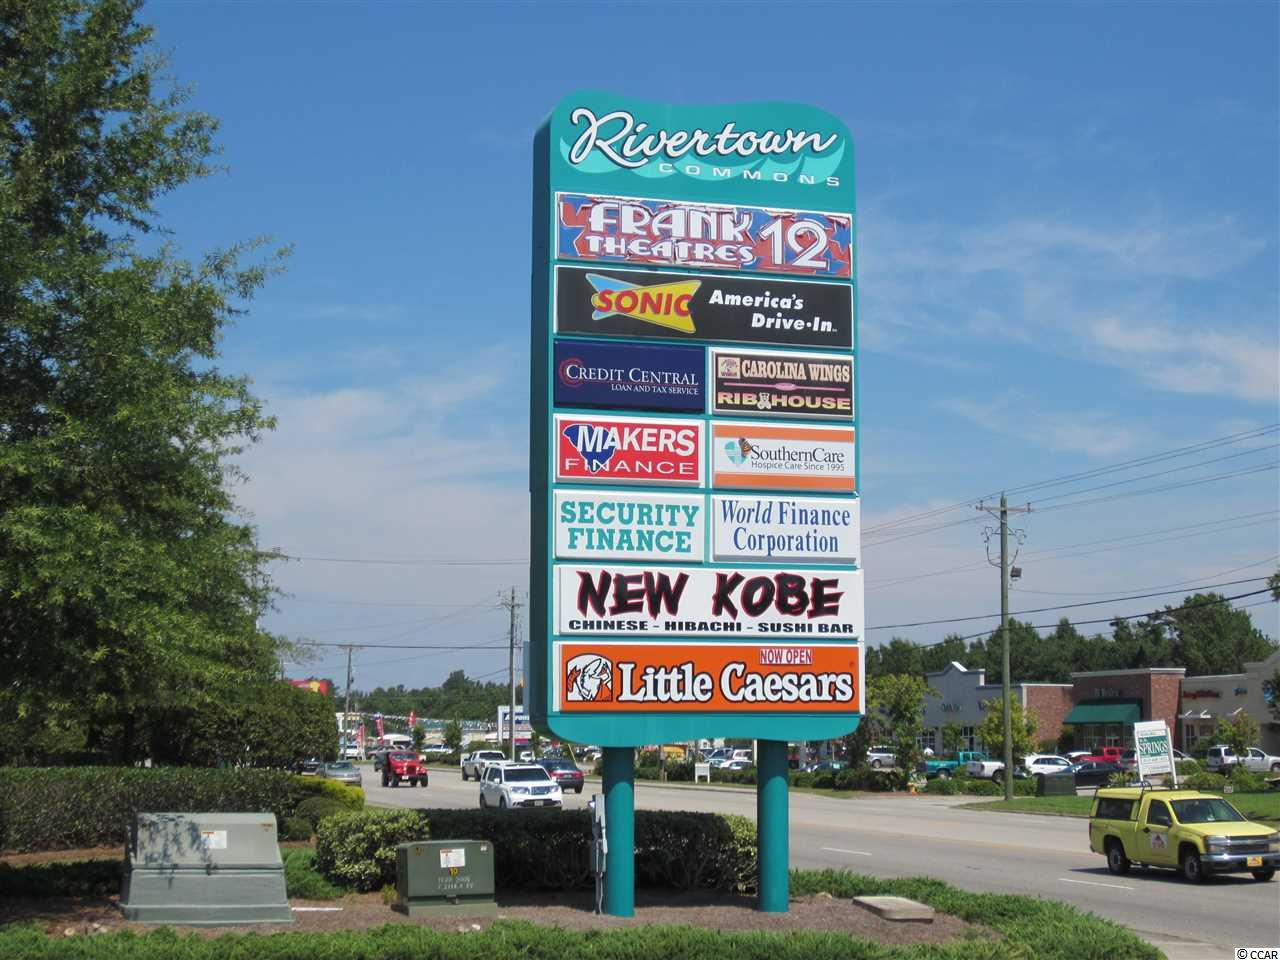 Rivertown
COMMONS
FRANK
THEATRES 12
SONIC America's
Drive-In
CREDIT CENTRAL
LOAN AND TAX SERVICE
CAROLINA WINGS
RIB HOUSE
MAKERS
FINANCE
SouthernCare
Hospice Care Since 1995
SECURITY
FINANCE
World Finance
Corporation
NEW KOBE
CHINESE - HIBACHI - SUSHI BAR
NOW OPEN
Little Caesars
SPRINGS
10
© CCAR